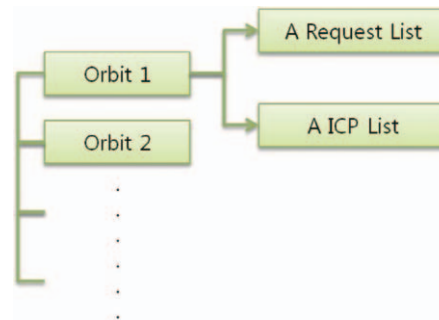 A Request List
Orbit 1
A ICP List
Orbit 2